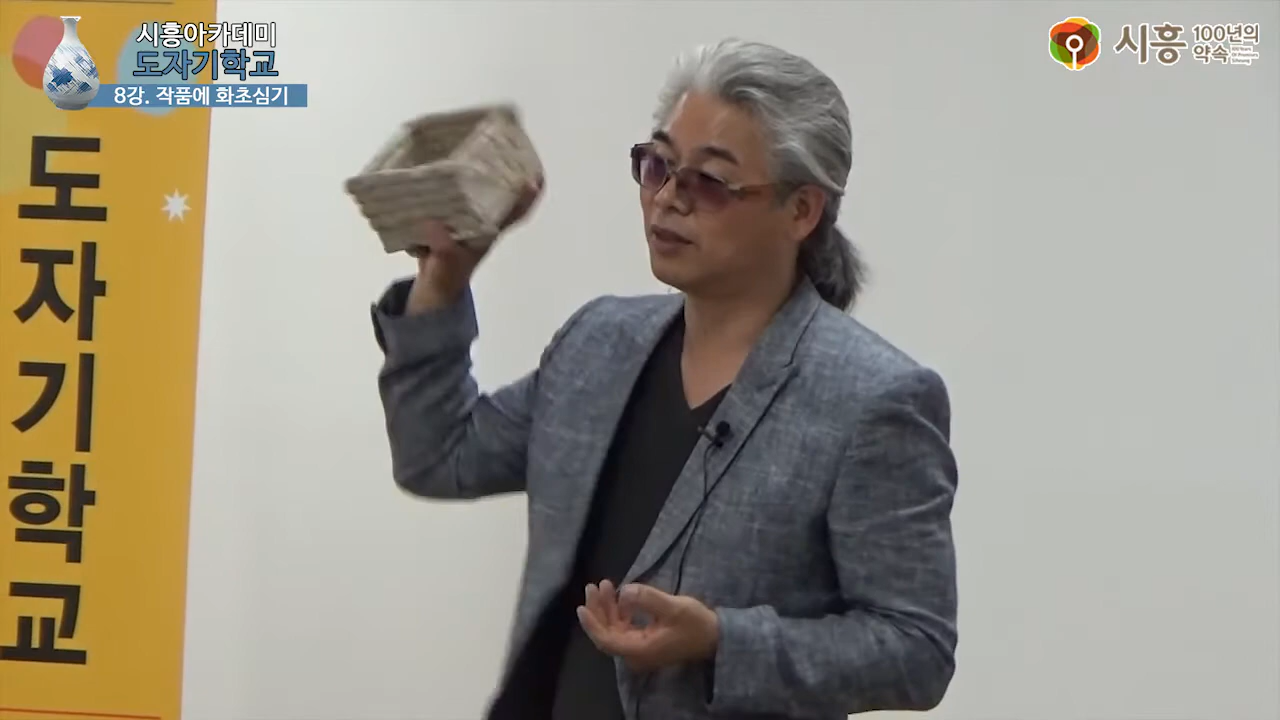 시흥아카데미
도자기학교
8강. 작품에 화초심기
시흥
100년의
약속
도자기학교